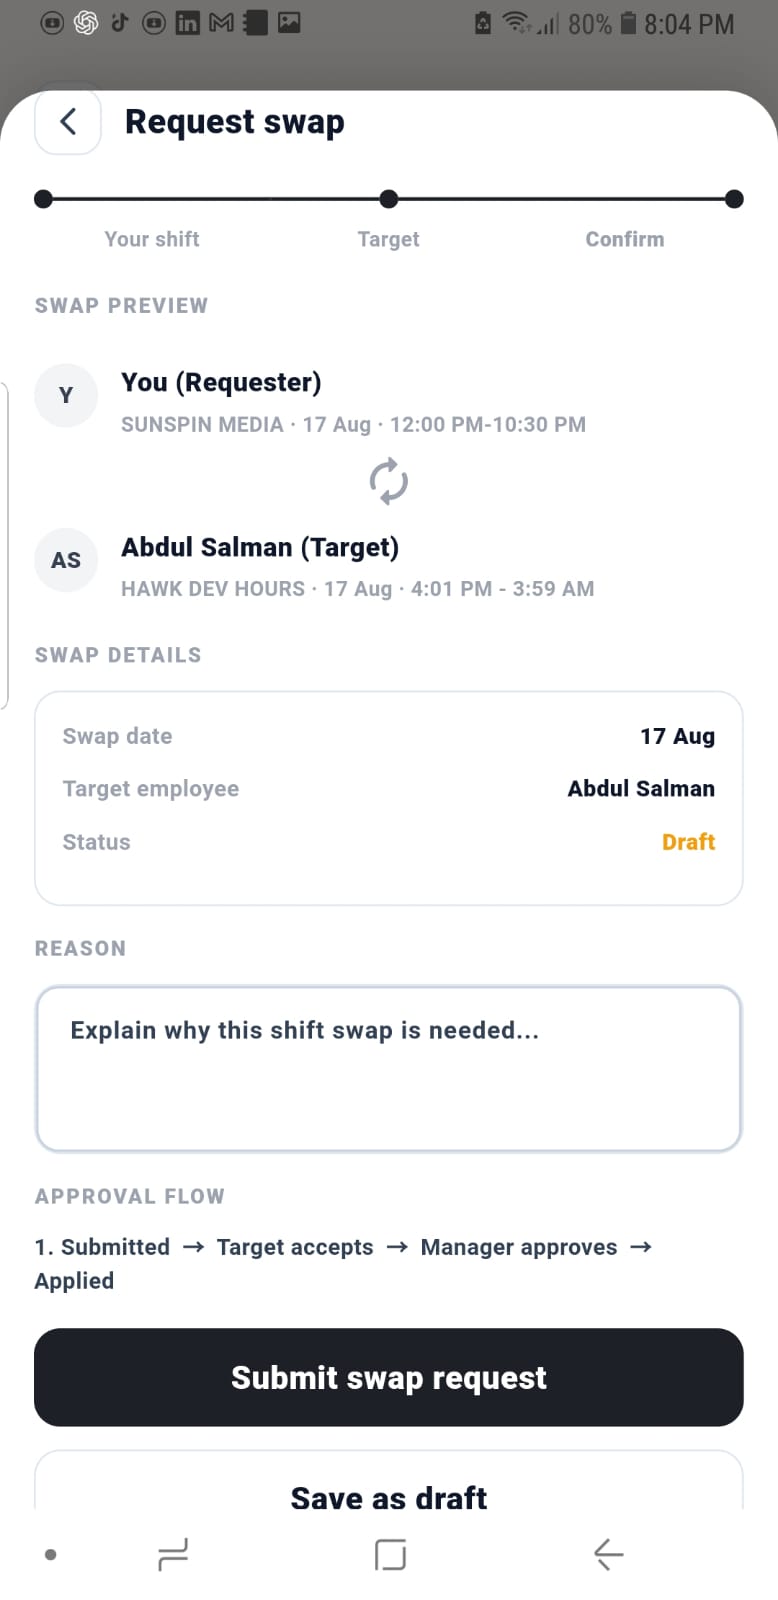 80% 8:04 PM
Request swap
Your shift Target Confirm
SWAP PREVIEW
Y
You (Requester)
SUNSPIN MEDIA · 17 Aug · 12:00 PM-10:30 PM
AS
Abdul Salman (Target)
HAWK DEV HOURS · 17 Aug · 4:01 PM - 3:59 AM
SWAP DETAILS
Swap date 17 Aug
Target employee Abdul Salman
Status Draft
REASON
Explain why this shift swap is needed...
APPROVAL FLOW
1. Submitted → Target accepts → Manager approves →
Applied
Submit swap request
Save as draft